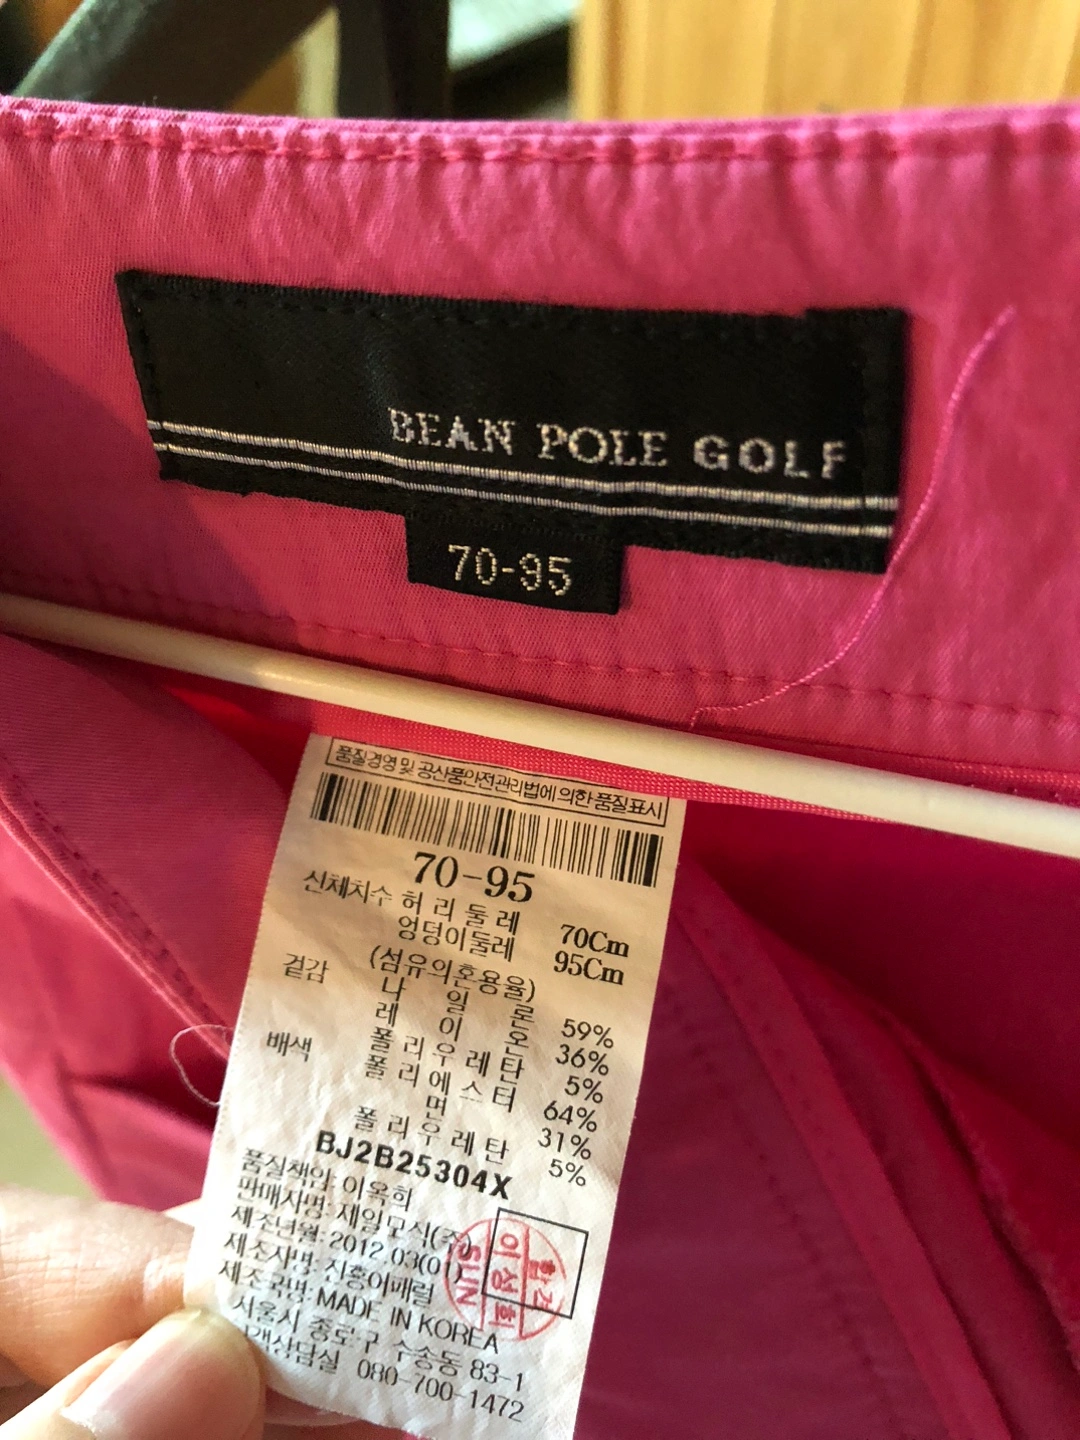 BEAN POLE GOLF
70-95
품질경영 및 공산품안전관리법에 의한 품질표시
70-95
신체치수 허리둘레 70Cm
엉덩이둘레 95Cm
(섬유의혼용율)
겉감 나일론 59%
레이온 36%
폴리우레탄 5%
배색 폴리에스터 64%
면 31%
폴리우레탄 5%
BJ2B25304X
품질책임: 이옥희
판매자명: 제일모직(주)
제조년월: 2012.03(01)
제조자명: 진흥어패럴
제조국명: MADE IN KOREA
서울시 종로구 수송동 83-1
고객상담실 080-700-1472
합격
이성희
SUN